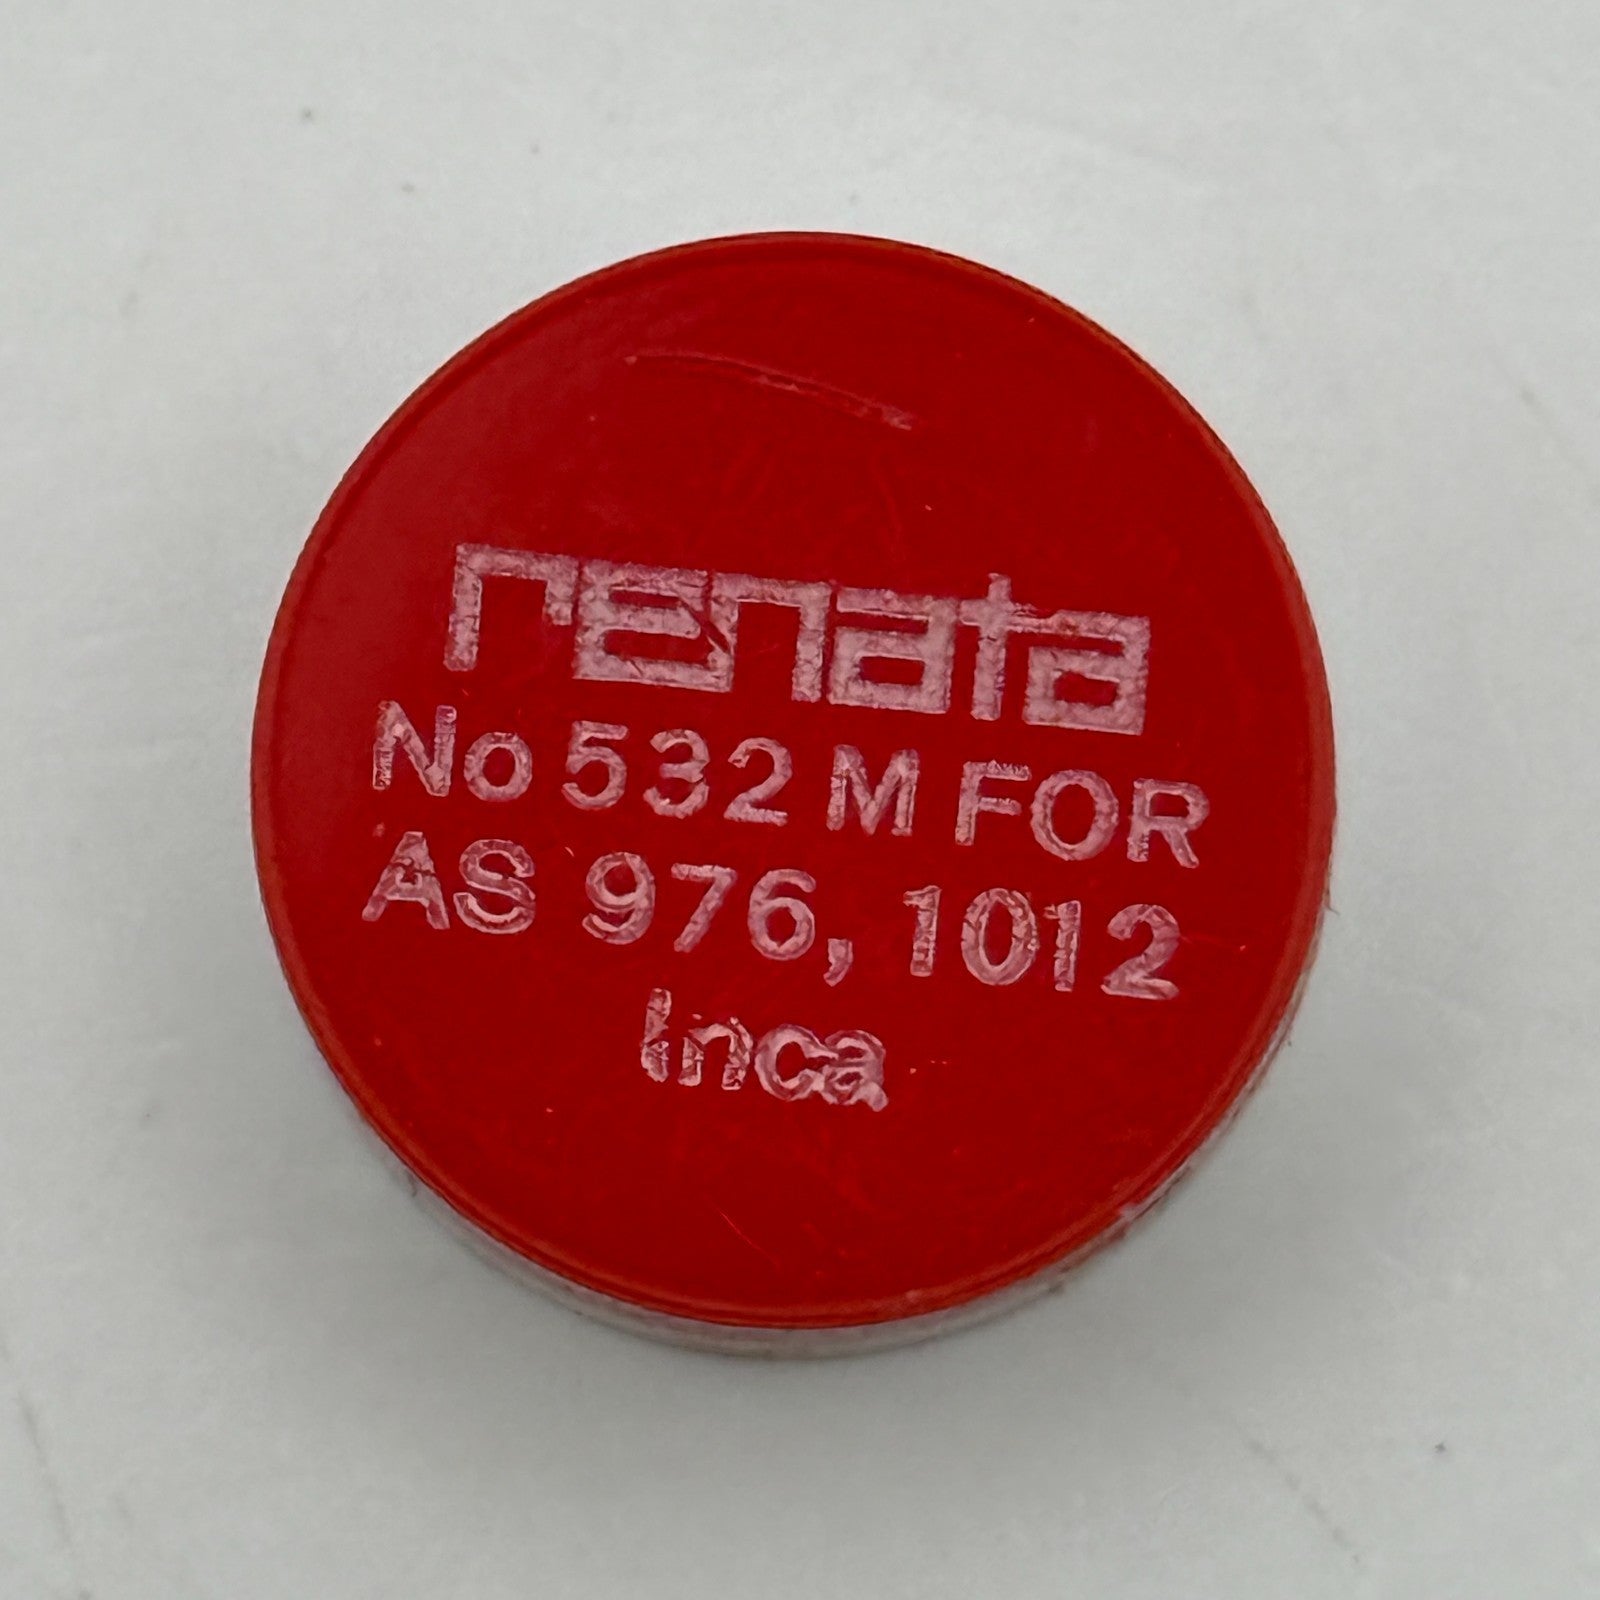 renata
No 532 M FOR
AS 976, 1012
Inca